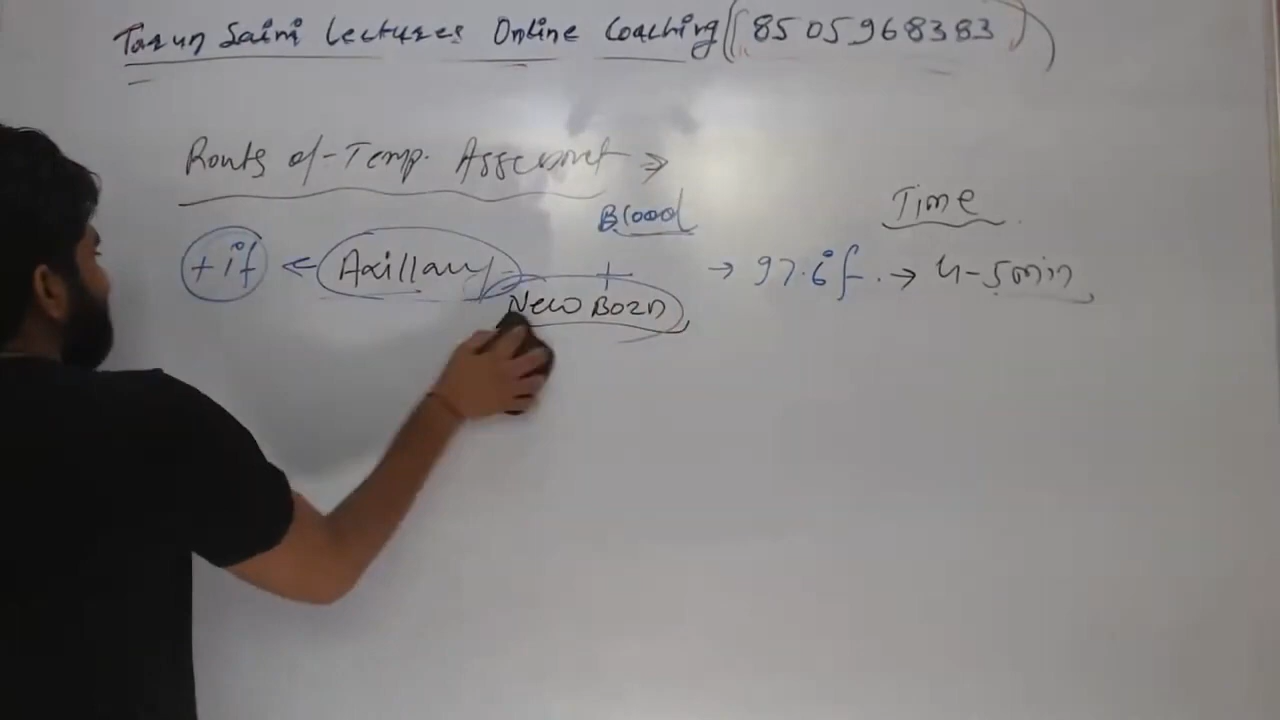 Tarun Saini Lectures Online Coaching (8505968383)
Routs of Temp. Assesment ⇒
Blood
Time
+1°f ← Axillary + → 97.6°f. → 4-5min
New Born